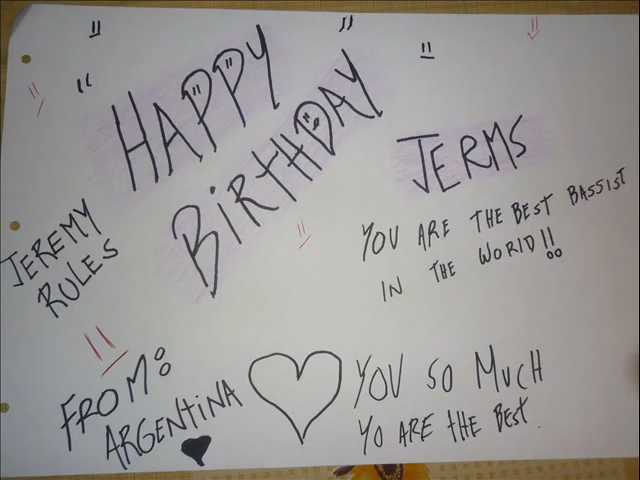 HAPPY
BIRTHDAY
JERMS
YOU ARE THE BEST BASSIST
IN THE WORLD!!
JEREMY
RULES
FROM:
ARGENTINA
YOU SO MUCH
YO ARE THE BEST.